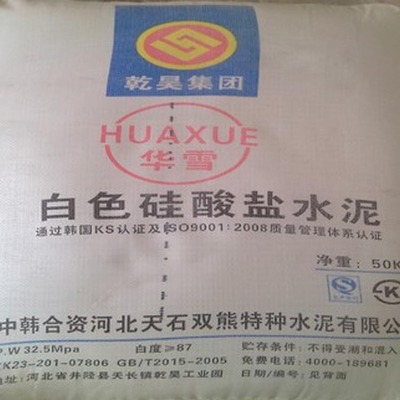 乾昊集团
HUAXUE
华雪
白色硅酸盐水泥
通过韩国KS认证及ISO9001:2008质量管理体系认证
净重：50K
中韩合资河北天石双熊特种水泥有限公
P.W 32.5Mpa 白度≥87 贮存条件：不得受潮和混入
XK23-201-07806 GB/T2015-2005 免费电话：4000-189681
地址：河北省井陉县天长镇乾昊工业园 日期/编号：见背面